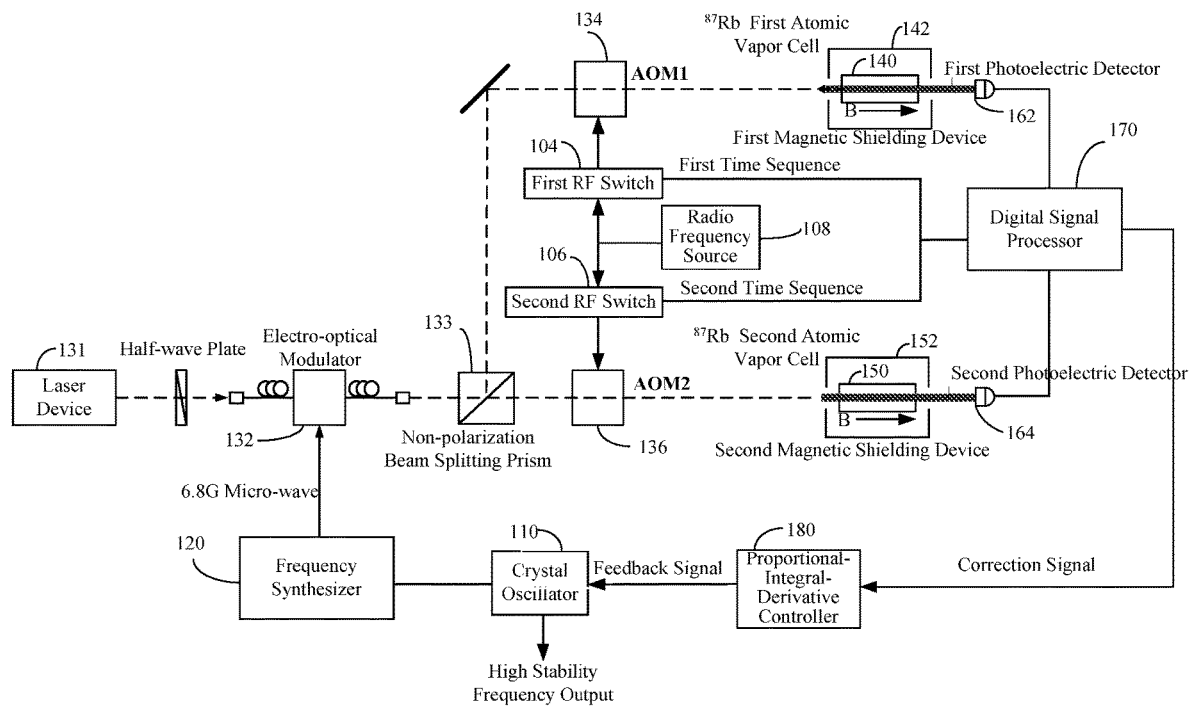 134
AOM1
⁸⁷Rb First Atomic
Vapor Cell
142
140
B
First Photoelectric Detector
162
First Magnetic Shielding Device
104
First RF Switch
First Time Sequence
170
Digital Signal
Processor
Radio
Frequency
Source
108
106
Second RF Switch
Second Time Sequence
131
Laser
Device
Half-wave Plate
Electro-optical
Modulator
132
133
Non-polarization
Beam Splitting Prism
AOM2
136
⁸⁷Rb Second Atomic
Vapor Cell
152
150
B
Second Photoelectric Detector
164
Second Magnetic Shielding Device
6.8G Micro-wave
120
Frequency
Synthesizer
110
Crystal
Oscillator
Feedback Signal
180
Proportional-
Integral-
Derivative
Controller
Correction Signal
High Stability
Frequency Output